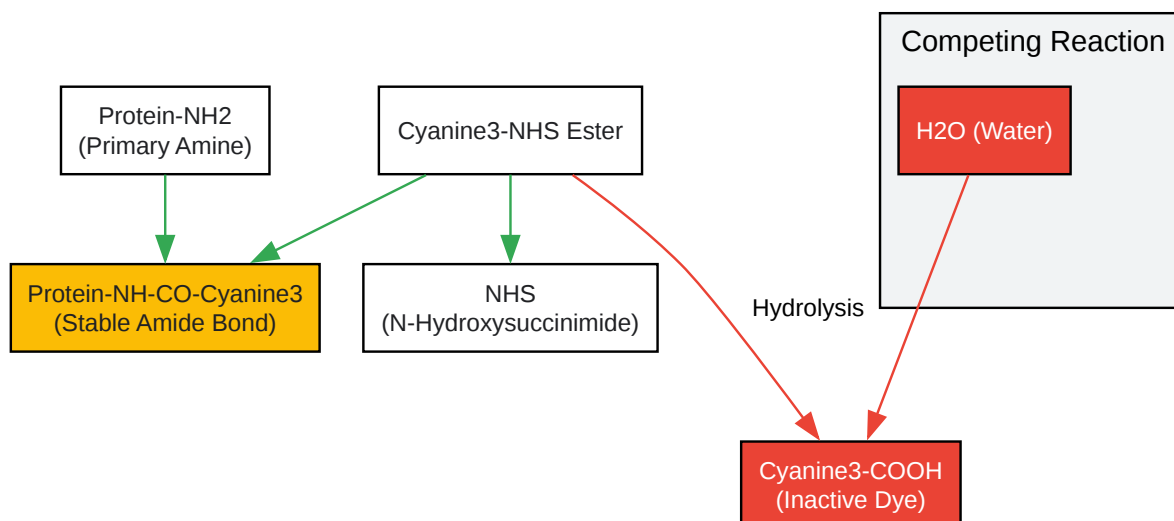 Competing Reaction
Protein-NH2
(Primary Amine)
Cyanine3-NHS Ester
H2O (Water)
Protein-NH-CO-Cyanine3
(Stable Amide Bond)
NHS
(N-Hydroxysuccinimide)
Hydrolysis
Cyanine3-COOH
(Inactive Dye)